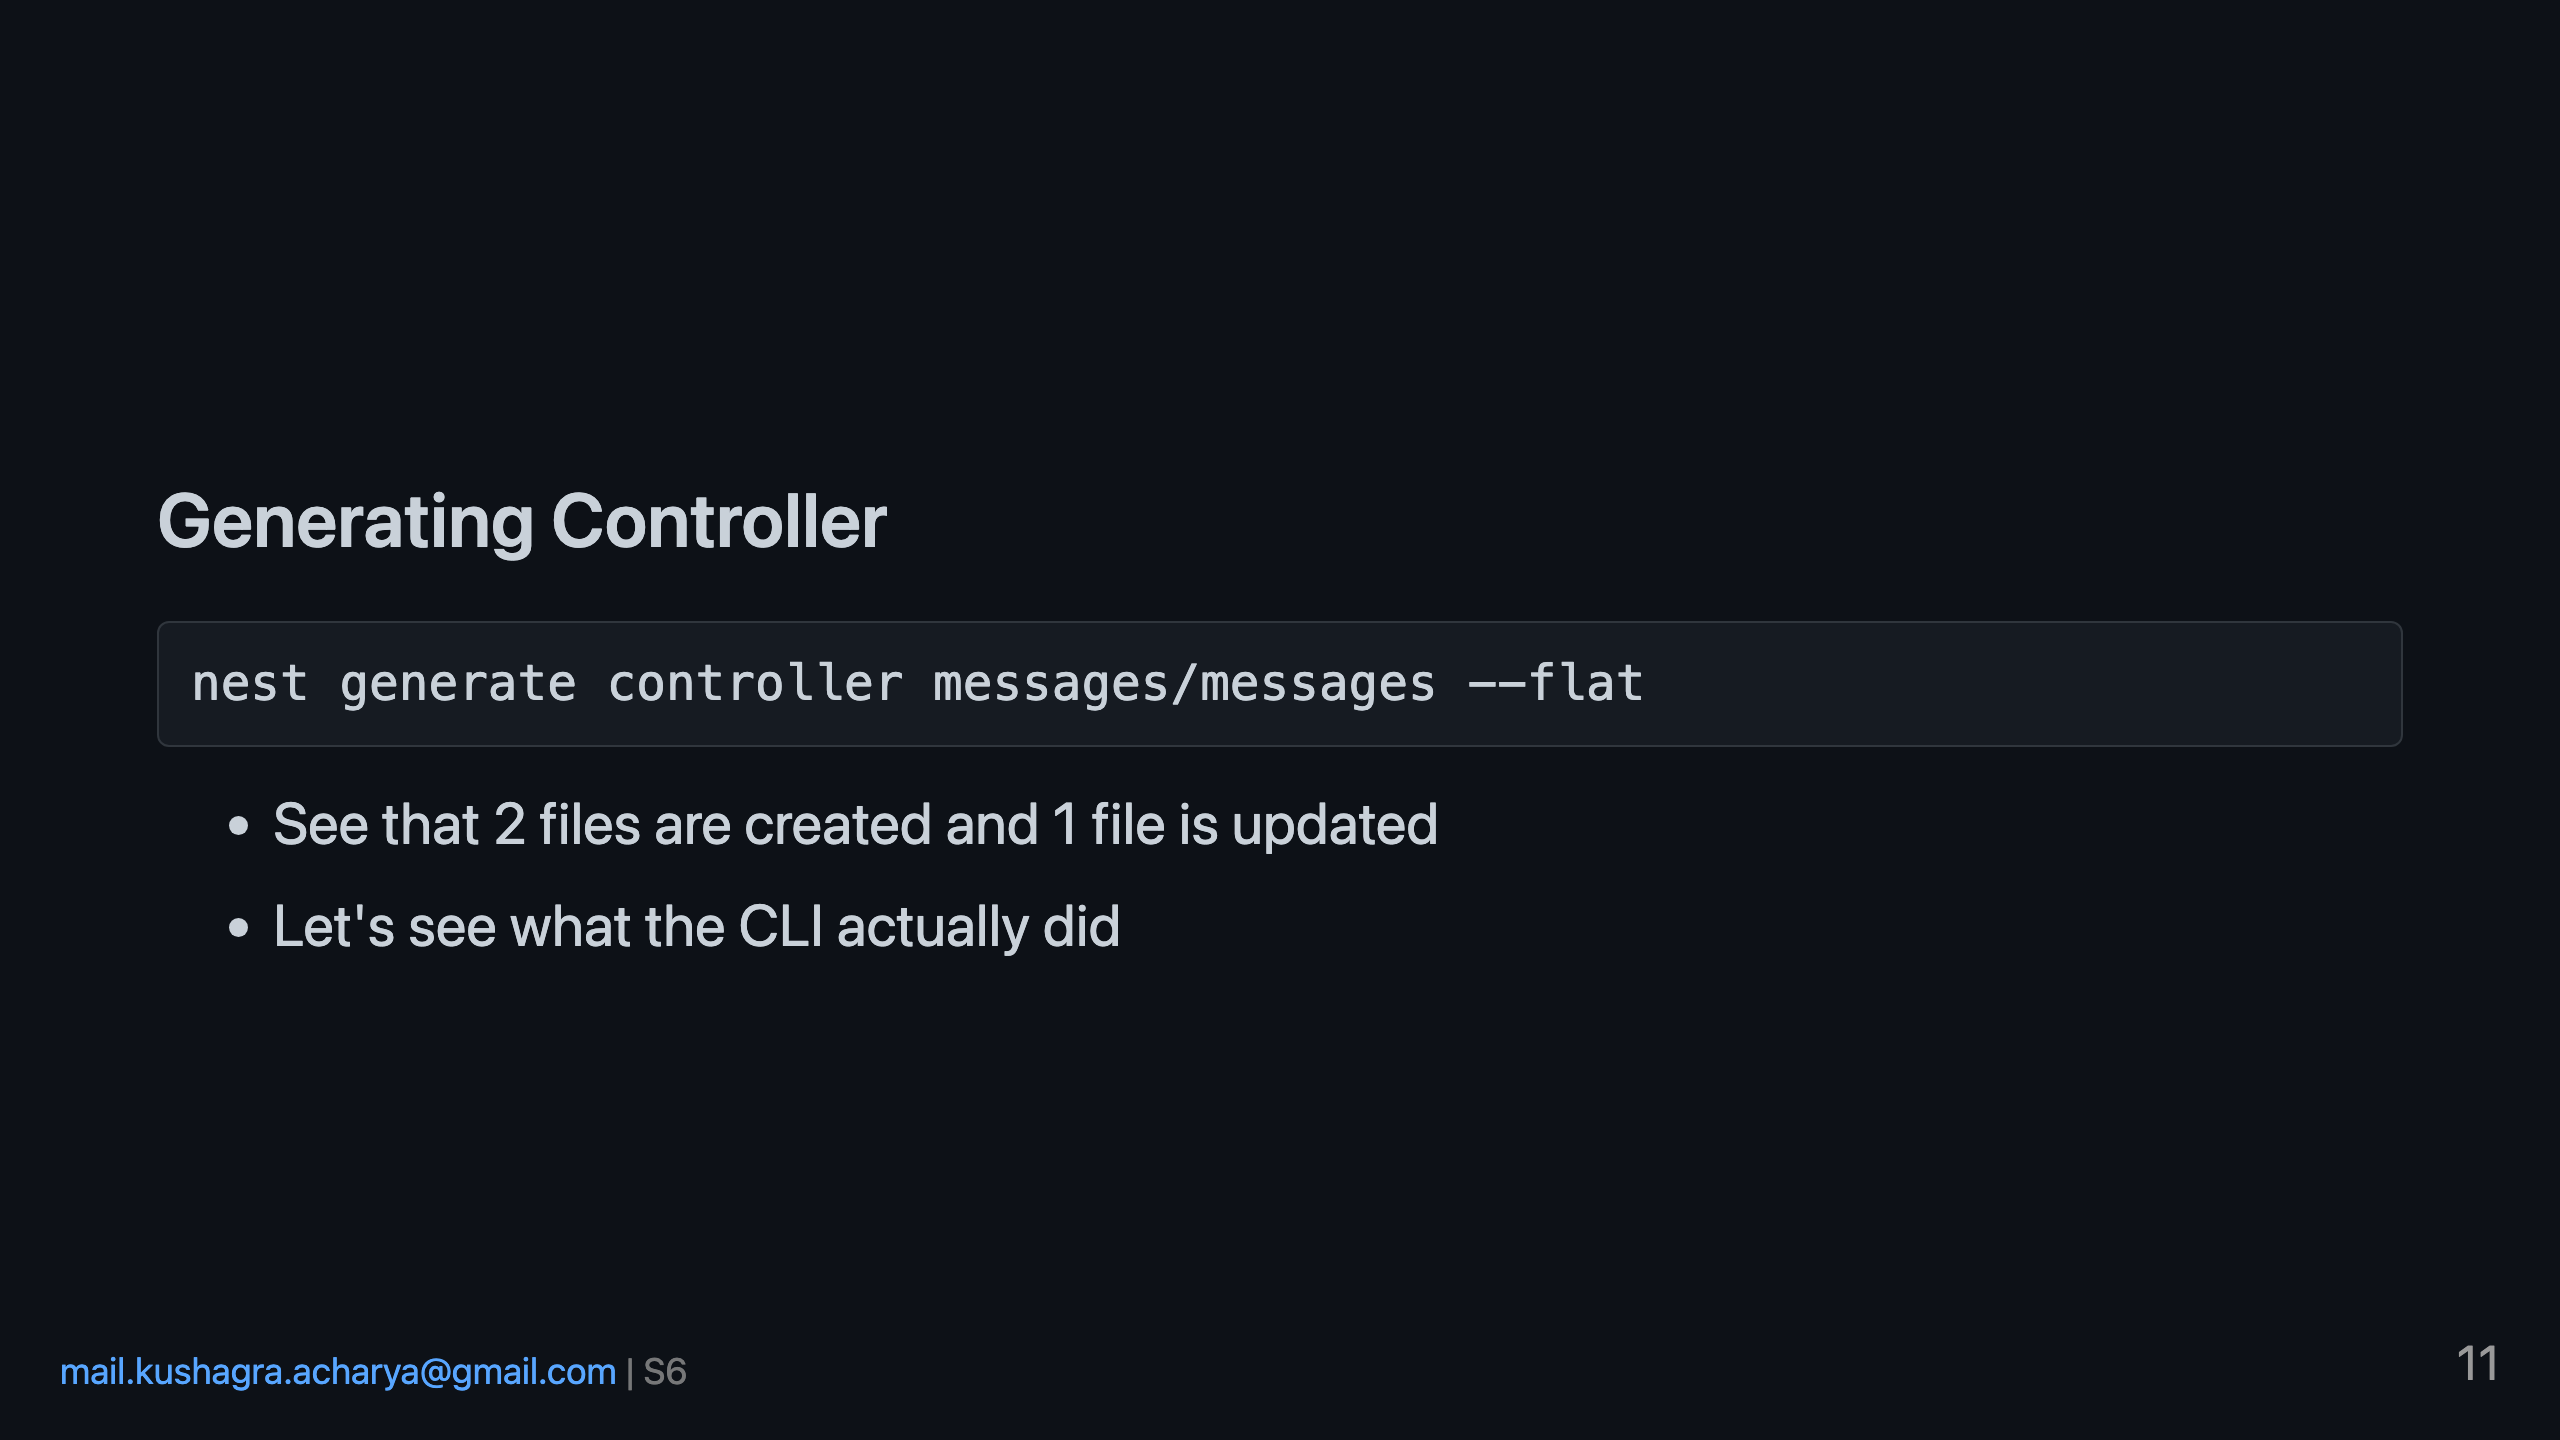 Generating Controller
nest generate controller messages/messages --flat
• See that 2 files are created and 1 file is updated
• Let's see what the CLI actually did
mail.kushagra.acharya@gmail.com | S6
11